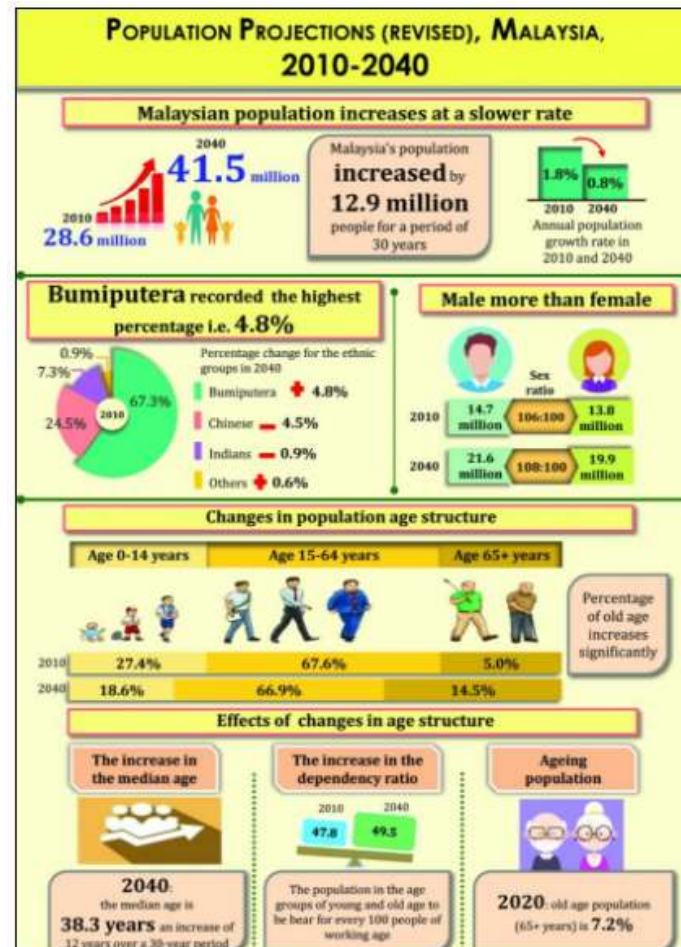 POPULATION PROJECTIONS (REVISED), MALAYSIA,
2010-2040
Malaysian population increases at a slower rate
2040
41.5 million
2010
28.6 million
Malaysia's population
increased by
12.9 million
people for a period of
30 years
1.8%
0.8%
2010 2040
Annual population
growth rate in
2010 and 2040
Bumiputera recorded the highest
percentage i.e. 4.8%
0.9%
7.3%
24.5%
2010
67.3%
Percentage change for the ethnic
groups in 2040
Bumiputera + 4.8%
Chinese - 4.5%
Indians - 0.9%
Others + 0.6%
Male more than female
Sex
ratio
2010
14.7
million
106:100
13.8
million
2040
21.6
million
108:100
19.9
million
Changes in population age structure
Age 0-14 years Age 15-64 years Age 65+ years
Percentage
of old age
increases
significantly
2010 27.4% 67.6% 5.0%
2040 18.6% 66.9% 14.5%
Effects of changes in age structure
The increase in
the median age
2040:
the median age is
38.3 years an increase of
12 years over a 30-year period
The increase in the
dependency ratio
2010 2040
47.8 49.5
The population in the age
groups of young and old age to
be bear for every 100 people of
working age
Ageing
population
2020: old age population
(65+ years) is 7.2%